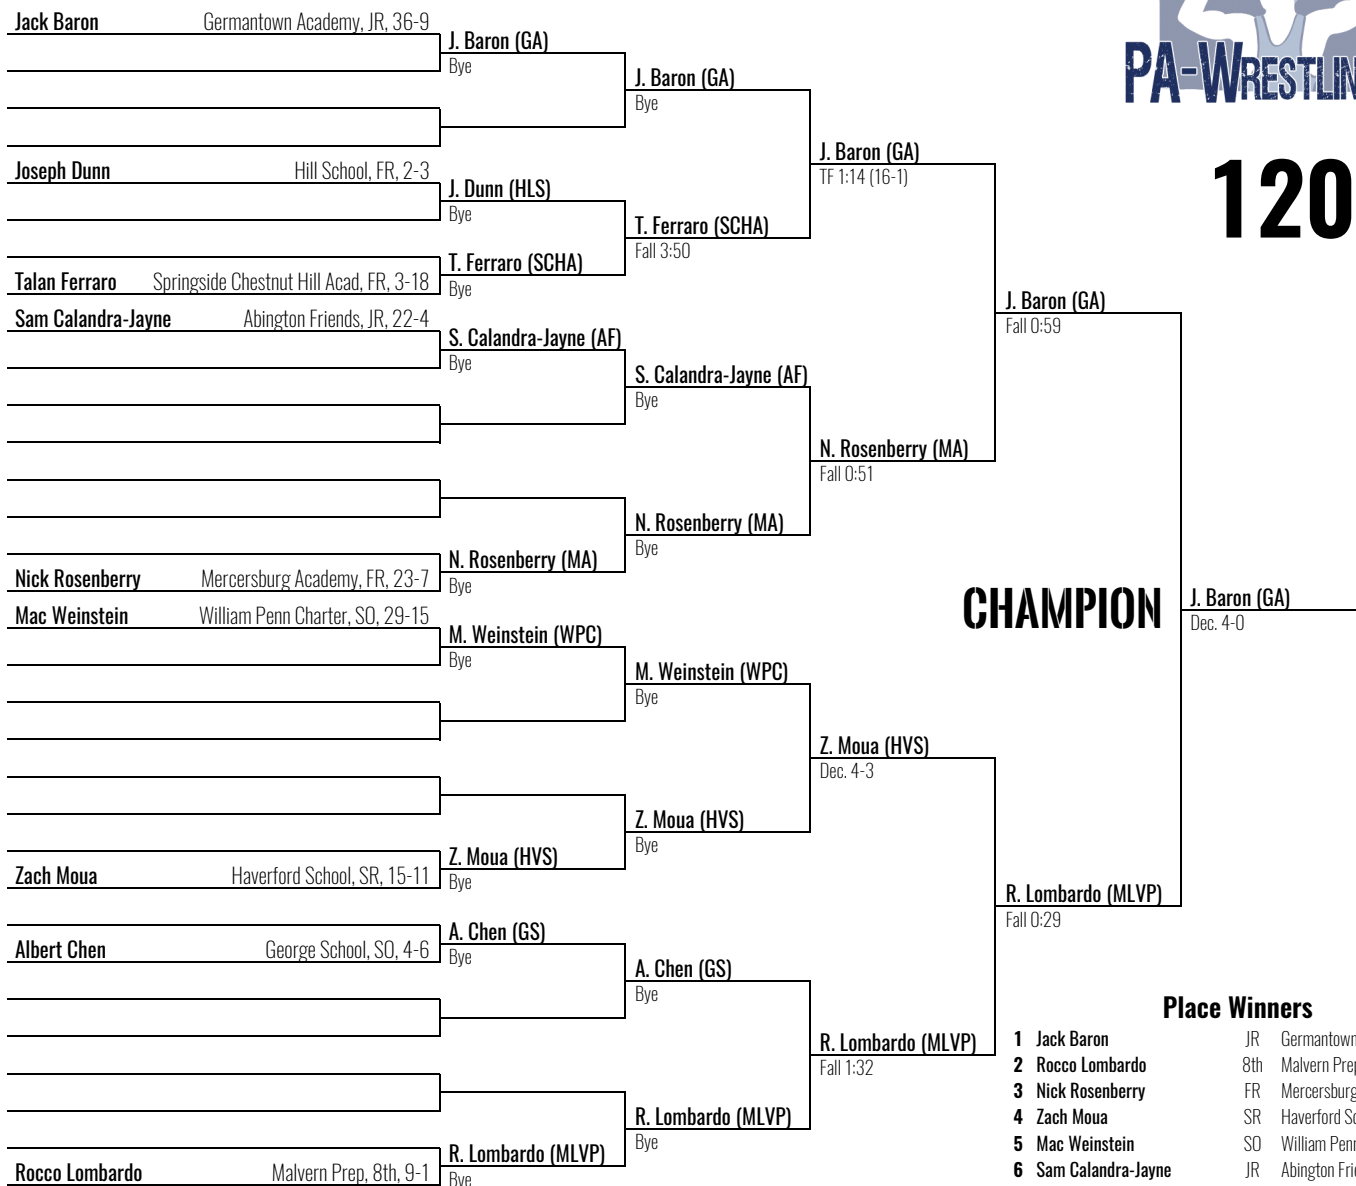 Jack Baron Germantown Academy, JR, 36-9
J. Baron (GA)
Bye
J. Baron (GA)
Bye
PA-WRESTLIN
J. Baron (GA)
TF 1:14 (16-1)
120
Joseph Dunn Hill School, FR, 2-3
J. Dunn (HLS)
Bye
T. Ferraro (SCHA)
Fall 3:50
T. Ferraro (SCHA)
Bye
Talan Ferraro Springside Chestnut Hill Acad, FR, 3-18
Sam Calandra-Jayne Abington Friends, JR, 22-4
J. Baron (GA)
Fall 0:59
S. Calandra-Jayne (AF)
Bye
S. Calandra-Jayne (AF)
Bye
N. Rosenberry (MA)
Fall 0:51
N. Rosenberry (MA)
Bye
N. Rosenberry (MA)
Bye
Nick Rosenberry Mercersburg Academy, FR, 23-7
Mac Weinstein William Penn Charter, SO, 29-15
CHAMPION
J. Baron (GA)
Dec. 4-0
M. Weinstein (WPC)
Bye
M. Weinstein (WPC)
Bye
Z. Moua (HVS)
Dec. 4-3
Z. Moua (HVS)
Bye
Z. Moua (HVS)
Bye
Zach Moua Haverford School, SR, 15-11
R. Lombardo (MLVP)
Fall 0:29
A. Chen (GS)
Bye
Albert Chen George School, SO, 4-6
A. Chen (GS)
Bye
R. Lombardo (MLVP)
Fall 1:32
R. Lombardo (MLVP)
Bye
R. Lombardo (MLVP)
Bye
Rocco Lombardo Malvern Prep, 8th, 9-1
Place Winners
1 Jack Baron JR Germantown
2 Rocco Lombardo 8th Malvern Prep
3 Nick Rosenberry FR Mercersburg
4 Zach Moua SR Haverford Sc
5 Mac Weinstein SO William Penn
6 Sam Calandra-Jayne JR Abington Frie